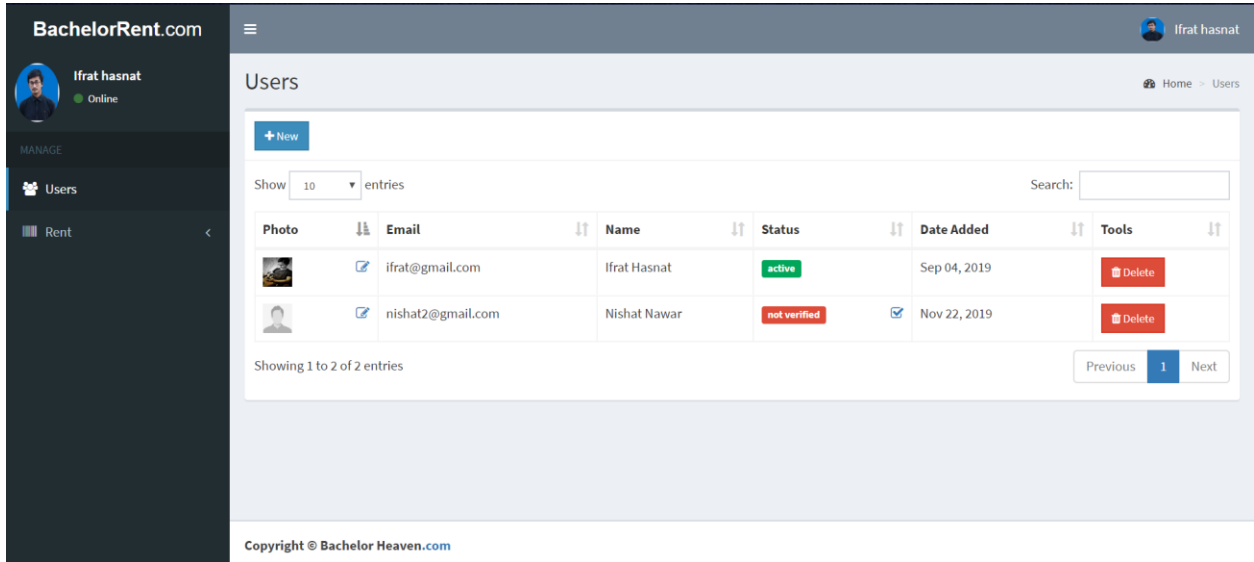 BachelorRent.com
Ifrat hasnat
Ifrat hasnat
Online
MANAGE
Users
Rent
Users
Home > Users
+ New
Show 10 entries
Search:
Photo Email Name Status Date Added Tools
ifrat@gmail.com Ifrat Hasnat active Sep 04, 2019 Delete
nishat2@gmail.com Nishat Nawar not verified Nov 22, 2019 Delete
Showing 1 to 2 of 2 entries
Previous 1 Next
Copyright © Bachelor Heaven.com